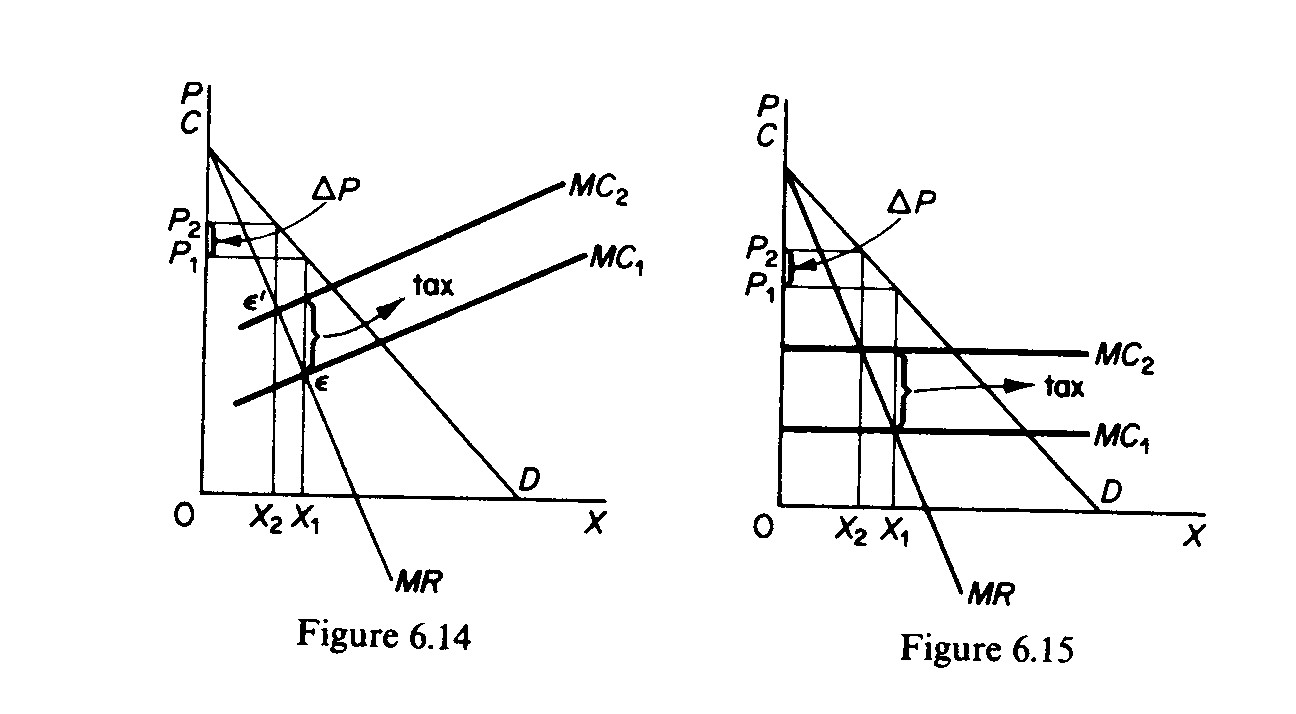 P
C
ΔP
MC₂
P₂
P₁
MC₁
ϵ′
tax
ϵ
D
O
X₂ X₁
X
MR
Figure 6.14
P
C
ΔP
P₂
P₁
MC₂
tax
MC₁
D
O
X₂ X₁
X
MR
Figure 6.15